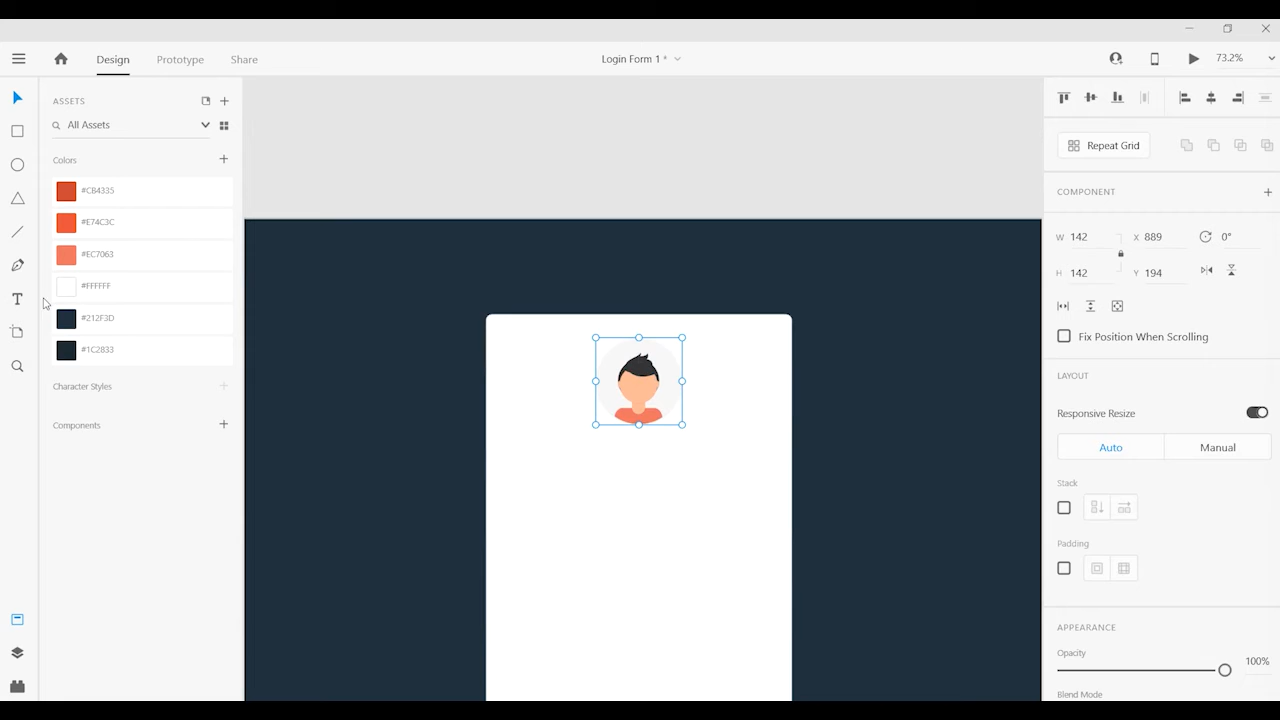 Design
Prototype
Share
Login Form 1 *
73.2%
ASSETS
All Assets
Colors
#CB4335
#E74C3C
#EC7063
#FFFFFF
#212F3D
#1C2833
Character Styles
Components
T
Repeat Grid
COMPONENT
W 142
X 889
0°
H 142
Y 194
Fix Position When Scrolling
LAYOUT
Responsive Resize
Auto
Manual
Stack
Padding
APPEARANCE
Opacity
100%
Blend Mode